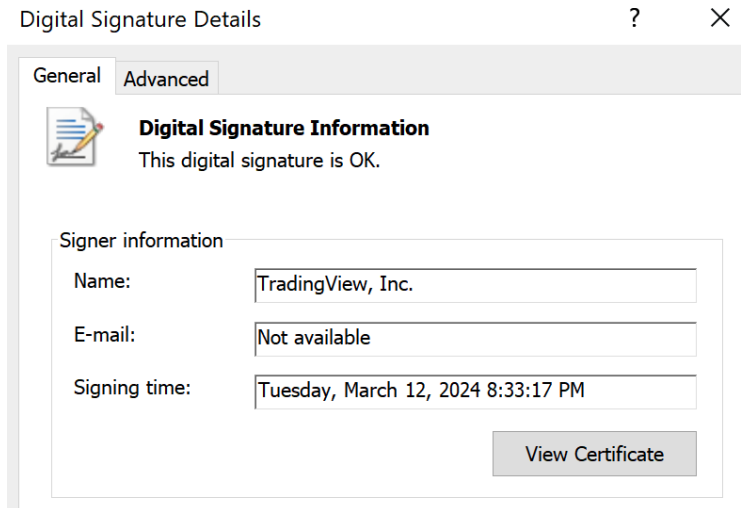 Digital Signature Details ? ×
General Advanced
Digital Signature Information
This digital signature is OK.
Signer information
Name: TradingView, Inc.
E-mail: Not available
Signing time: Tuesday, March 12, 2024 8:33:17 PM
View Certificate